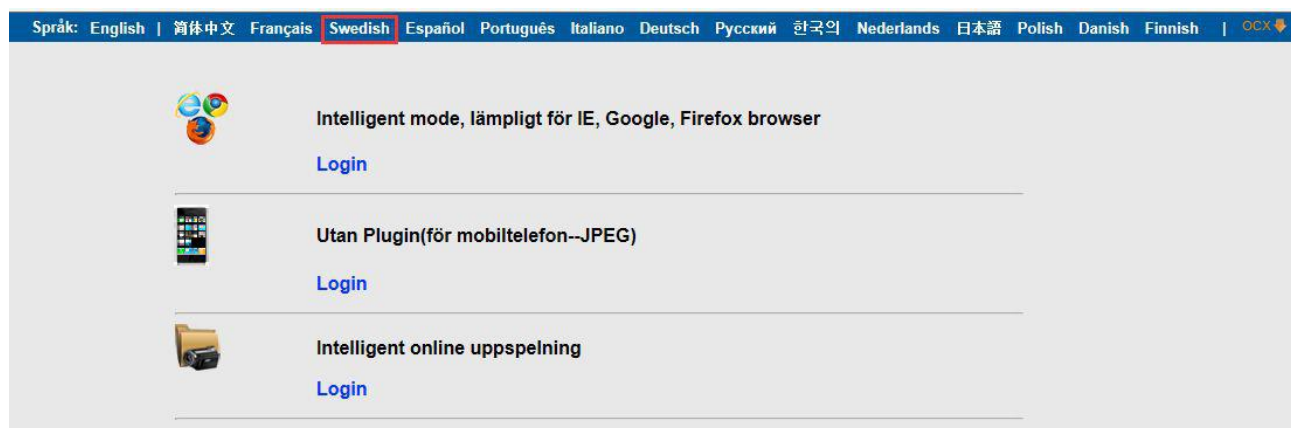 Språk: English | 简体中文 Français Swedish Español Português Italiano Deutsch Русский 한국의 Nederlands 日本語 Polish Danish Finnish | OCX
Intelligent mode, lämpligt för IE, Google, Firefox browser
Login
Utan Plugin(för mobiltelefon--JPEG)
Login
Intelligent online uppspelning
Login